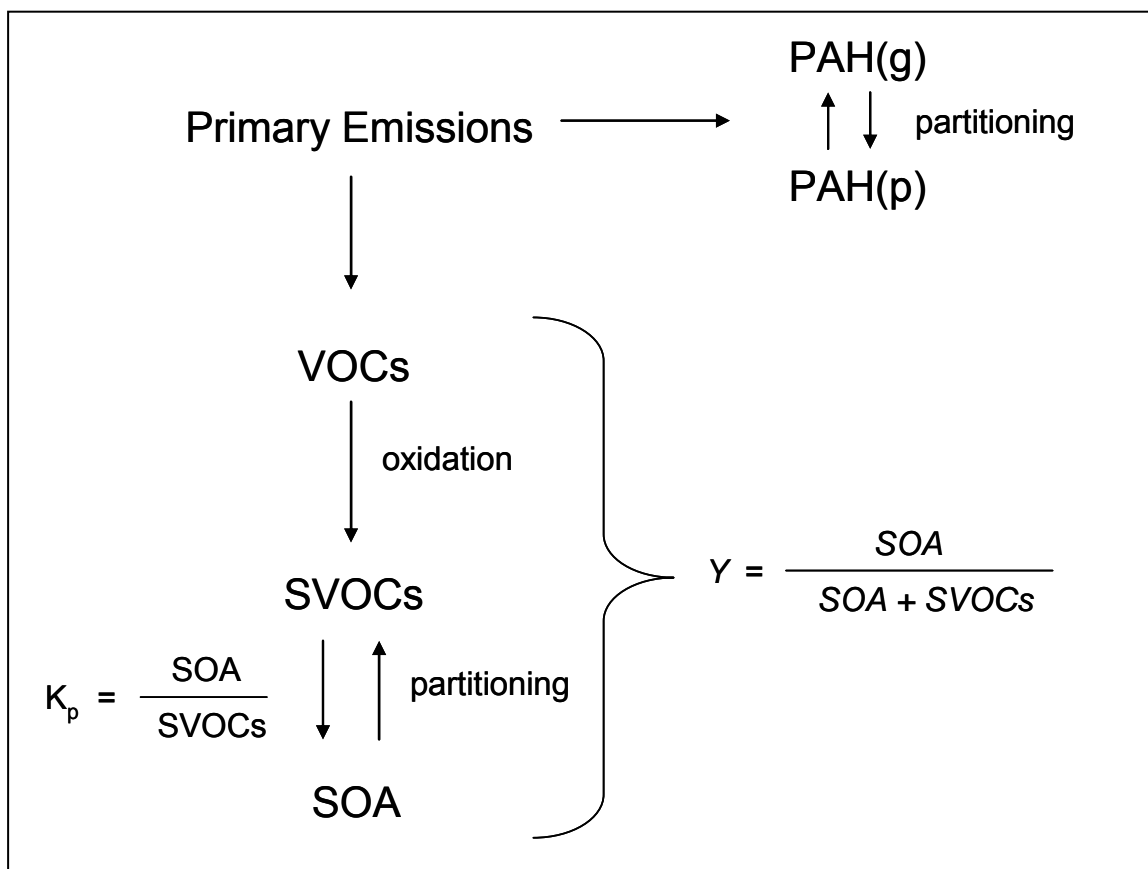 PAH(g)
Primary Emissions
partitioning
PAH(p)
VOCs
oxidation
SVOCs
partitioning
SOA
K_p = SOA
SVOCs
Y = SOA
SOA + SVOCs